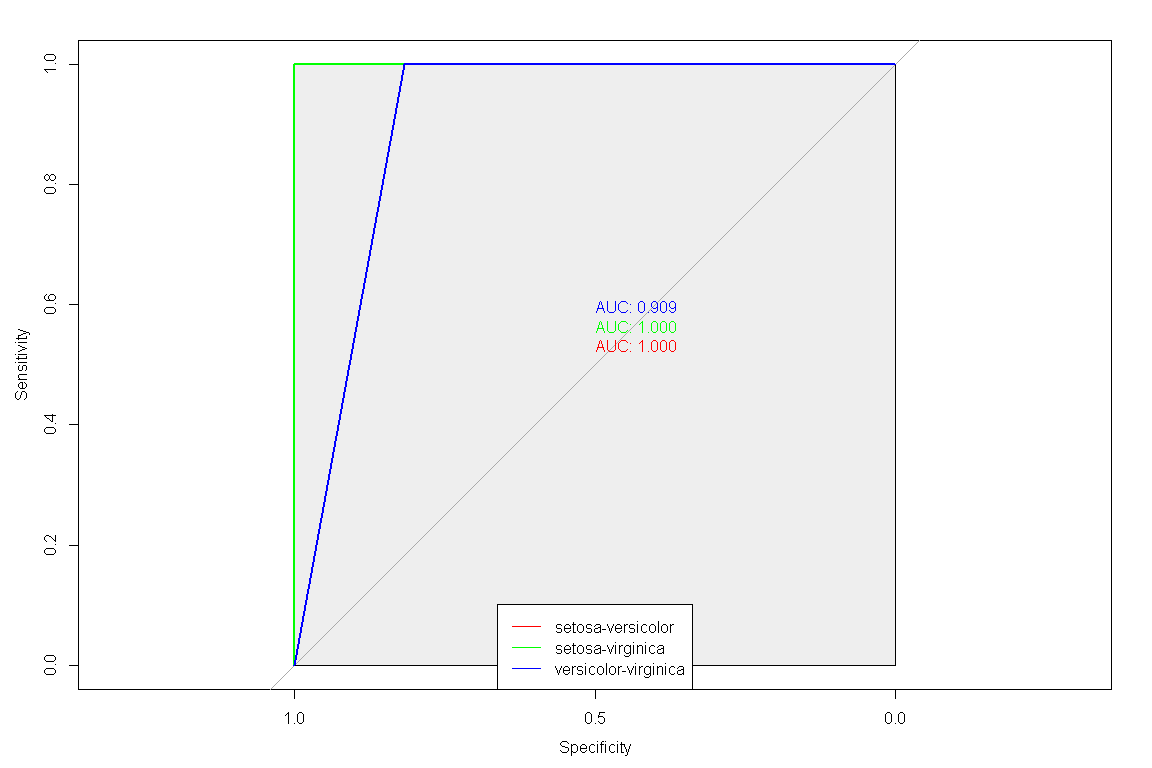 1.0
0.8
0.6
0.4
0.2
0.0
Sensitivity
AUC: 0.909
AUC: 1.000
AUC: 1.000
setosa-versicolor
setosa-virginica
versicolor-virginica
1.0 0.5 0.0
Specificity